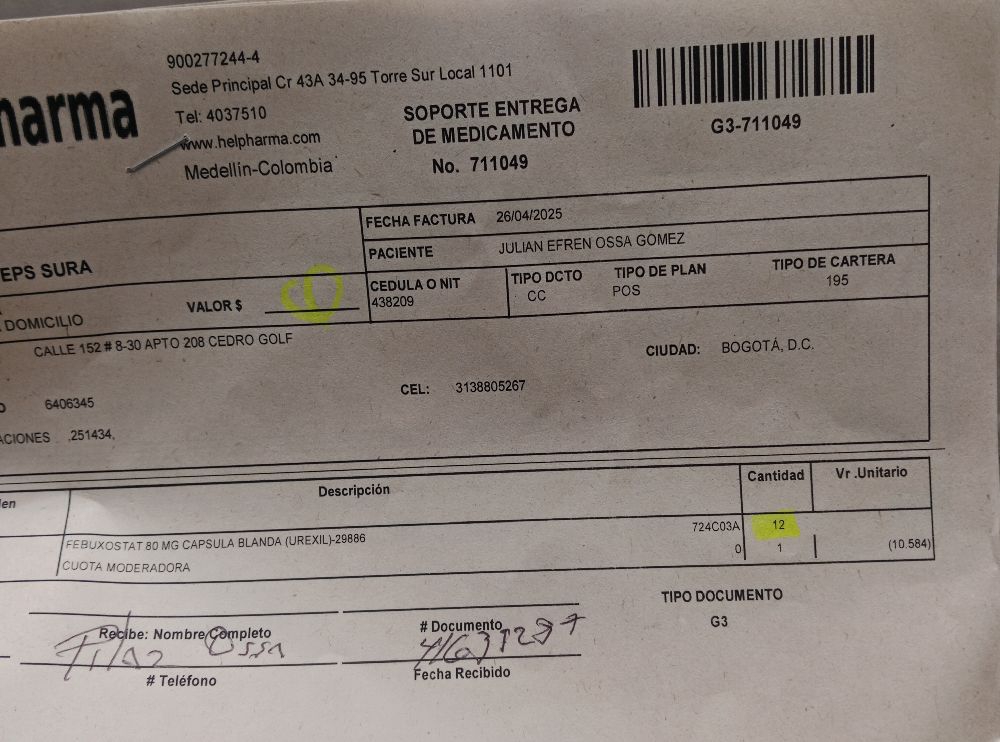 900277244-4
Sede Principal Cr 43A 34-95 Torre Sur Local 1101
Tel: 4037510
www.helpharma.com
Medellin-Colombia
harma
SOPORTE ENTREGA
DE MEDICAMENTO
No. 711049
G3-711049
FECHA FACTURA 26/04/2025
PACIENTE JULIAN EFREN OSSA GOMEZ
EPS SURA
CEDULA O NIT TIPO DCTO TIPO DE PLAN TIPO DE CARTERA
438209 CC POS 195
DOMICILIO VALOR $ 0
CALLE 152 # 8-30 APTO 208 CEDRO GOLF
CIUDAD: BOGOTÁ, D.C.
O 6406345 CEL: 3138805267
ACIONES .251434,
len Descripción Cantidad Vr .Unitario
FEBUXOSTAT 80 MG CAPSULA BLANDA (UREXIL)-29886 724C03A 12
CUOTA MODERADORA 0 1 (10.584)
TIPO DOCUMENTO
G3
Recibe: Nombre Completo # Documento
Ossa
# Teléfono Fecha Recibido